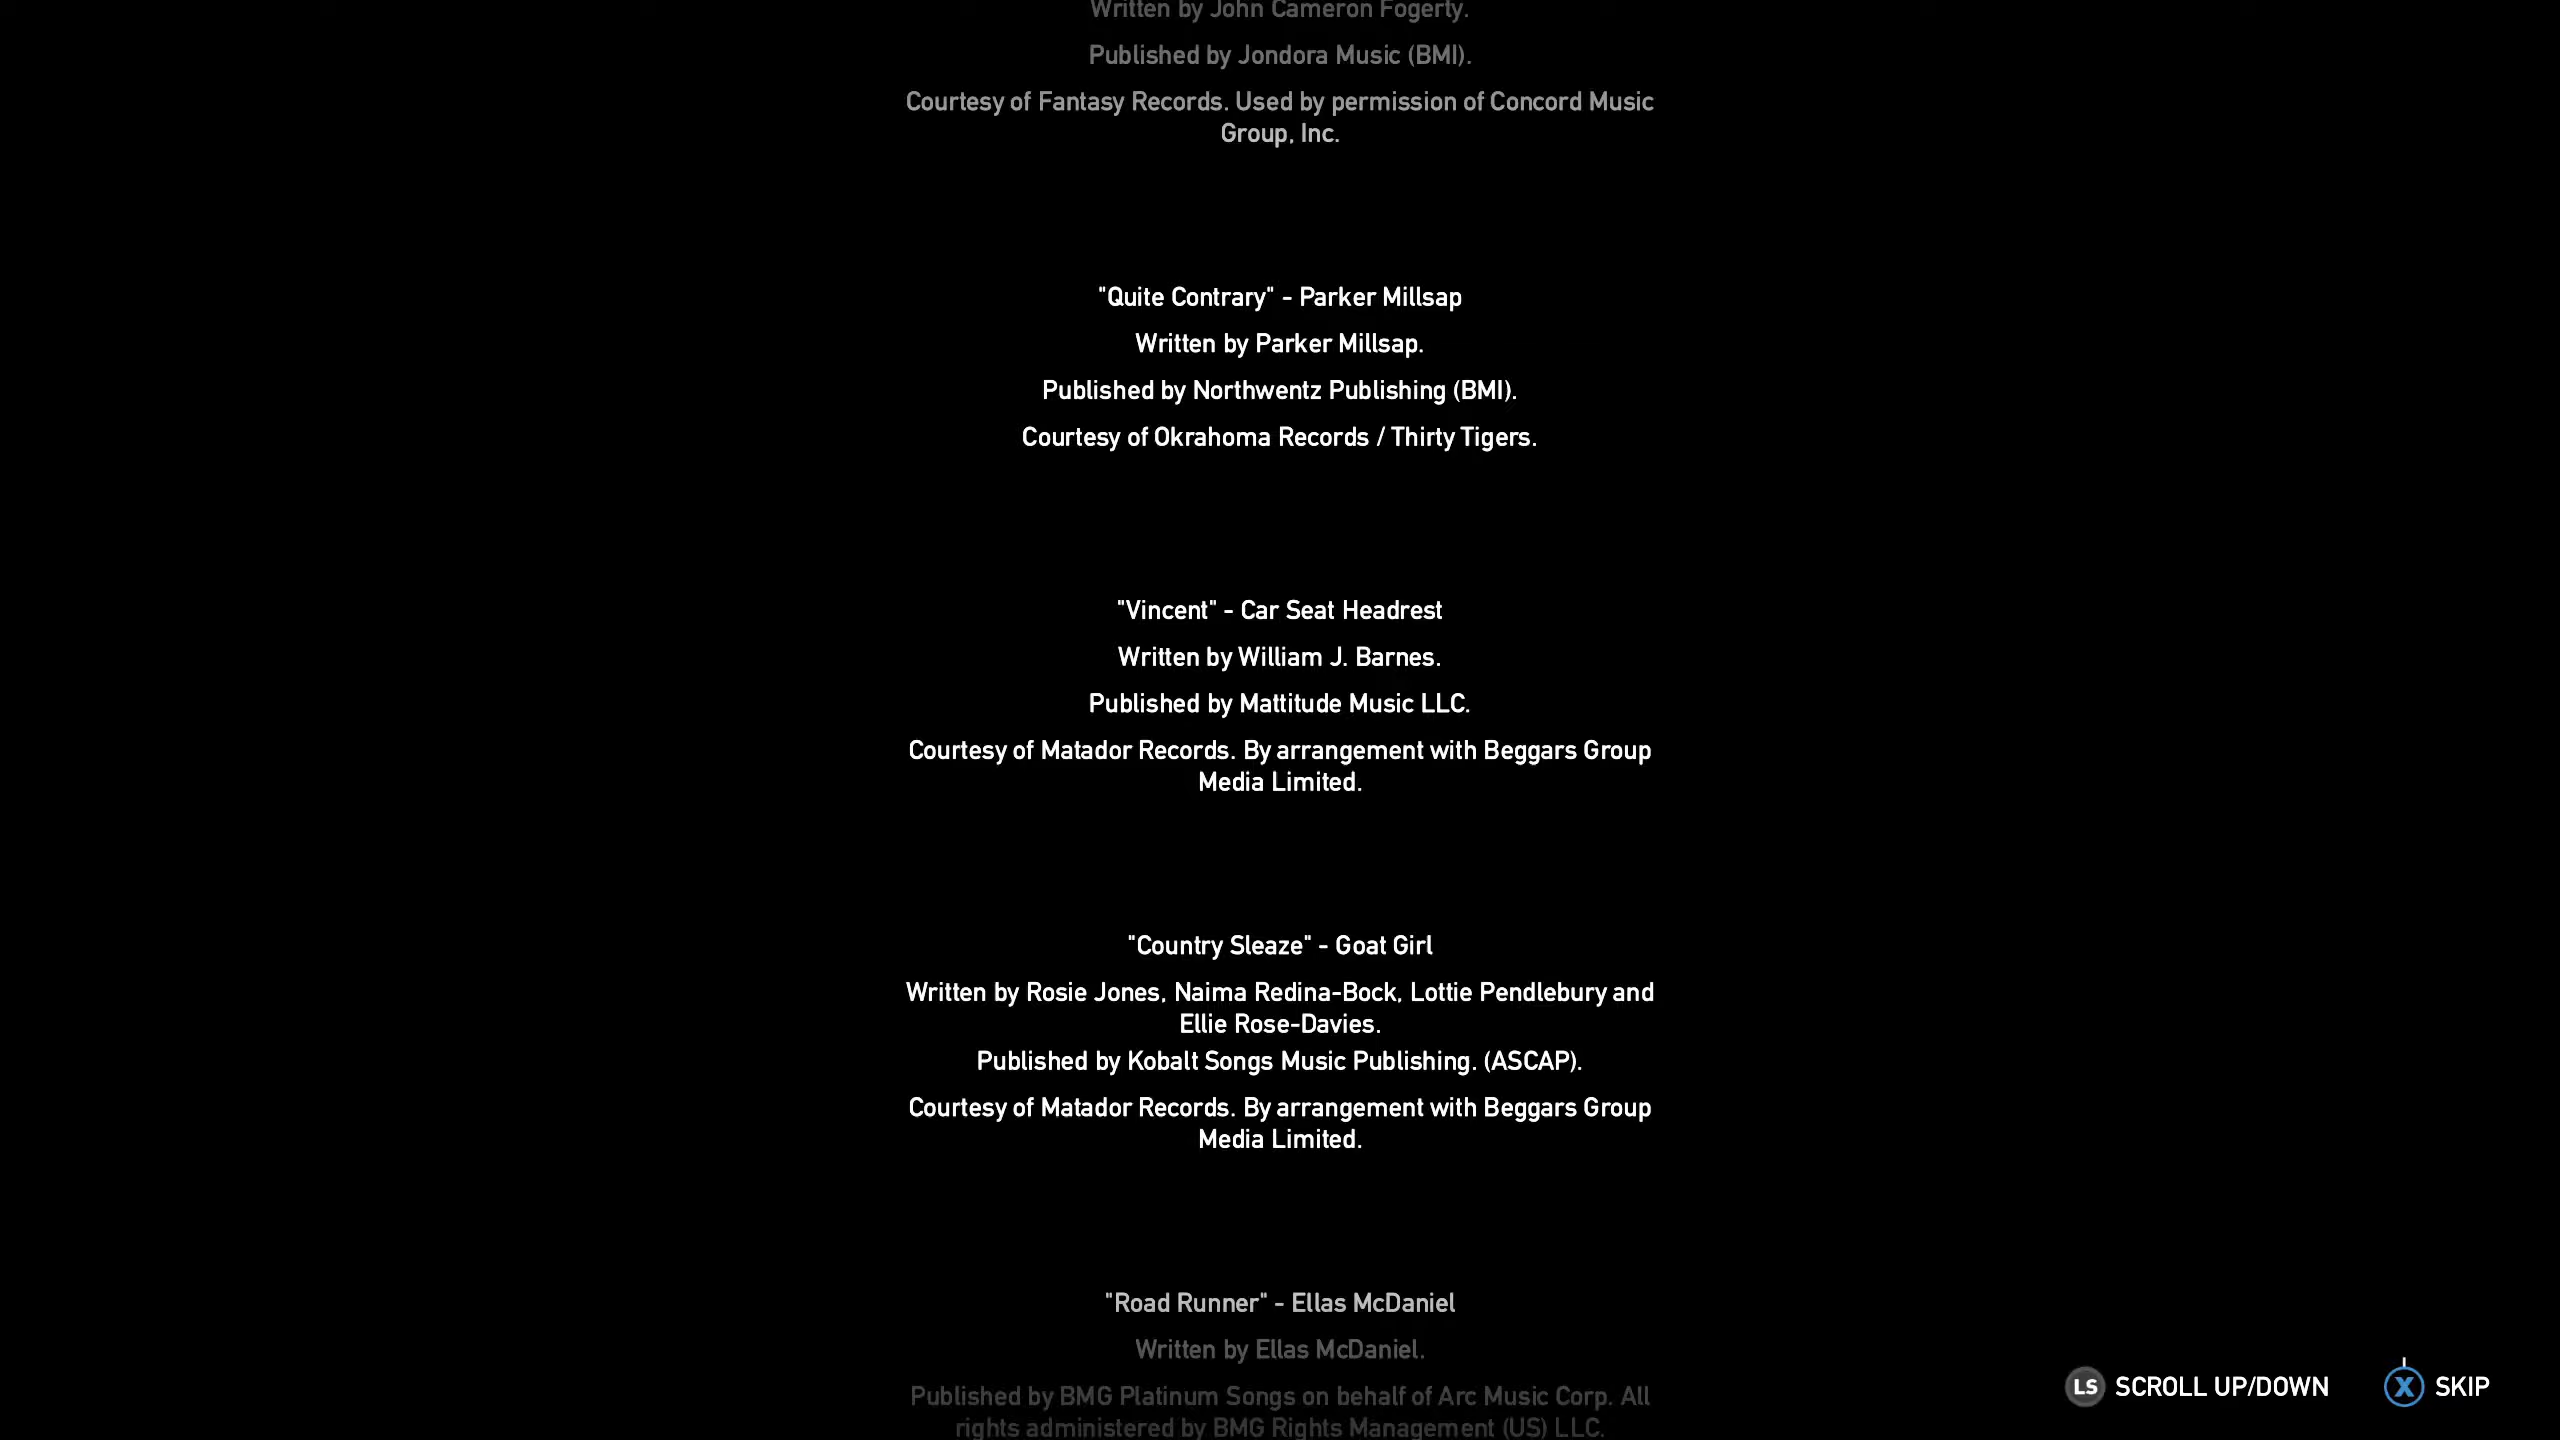 Written by John Cameron Fogerty.
Published by Jondora Music (BMI).
Courtesy of Fantasy Records. Used by permission of Concord Music
Group, Inc.
"Quite Contrary" - Parker Millsap
Written by Parker Millsap.
Published by Northwentz Publishing (BMI).
Courtesy of Okrahoma Records / Thirty Tigers.
"Vincent" - Car Seat Headrest
Written by William J. Barnes.
Published by Mattitude Music LLC.
Courtesy of Matador Records. By arrangement with Beggars Group
Media Limited.
"Country Sleaze" - Goat Girl
Written by Rosie Jones, Naima Redina-Bock, Lottie Pendlebury and
Ellie Rose-Davies.
Published by Kobalt Songs Music Publishing. (ASCAP).
Courtesy of Matador Records. By arrangement with Beggars Group
Media Limited.
"Road Runner" - Ellas McDaniel
Written by Ellas McDaniel.
Published by BMG Platinum Songs on behalf of Arc Music Corp. All
rights administered by BMG Rights Management (US) LLC.
LS SCROLL UP/DOWN X SKIP